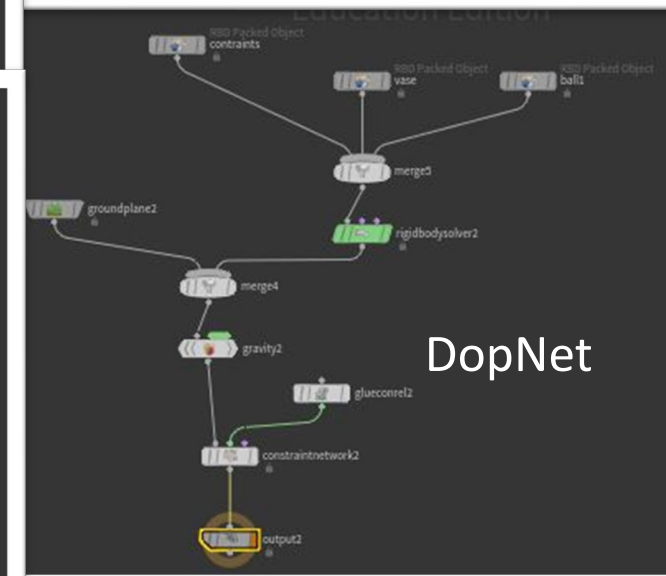 Education Edition
RBD Packed Object
contraints
RBD Packed Object
vase
RBD Packed Object
ball1
merge5
groundplane2
rigidbodysolver2
merge4
gravity2
DopNet
glueconrel2
constraintnetwork2
output2